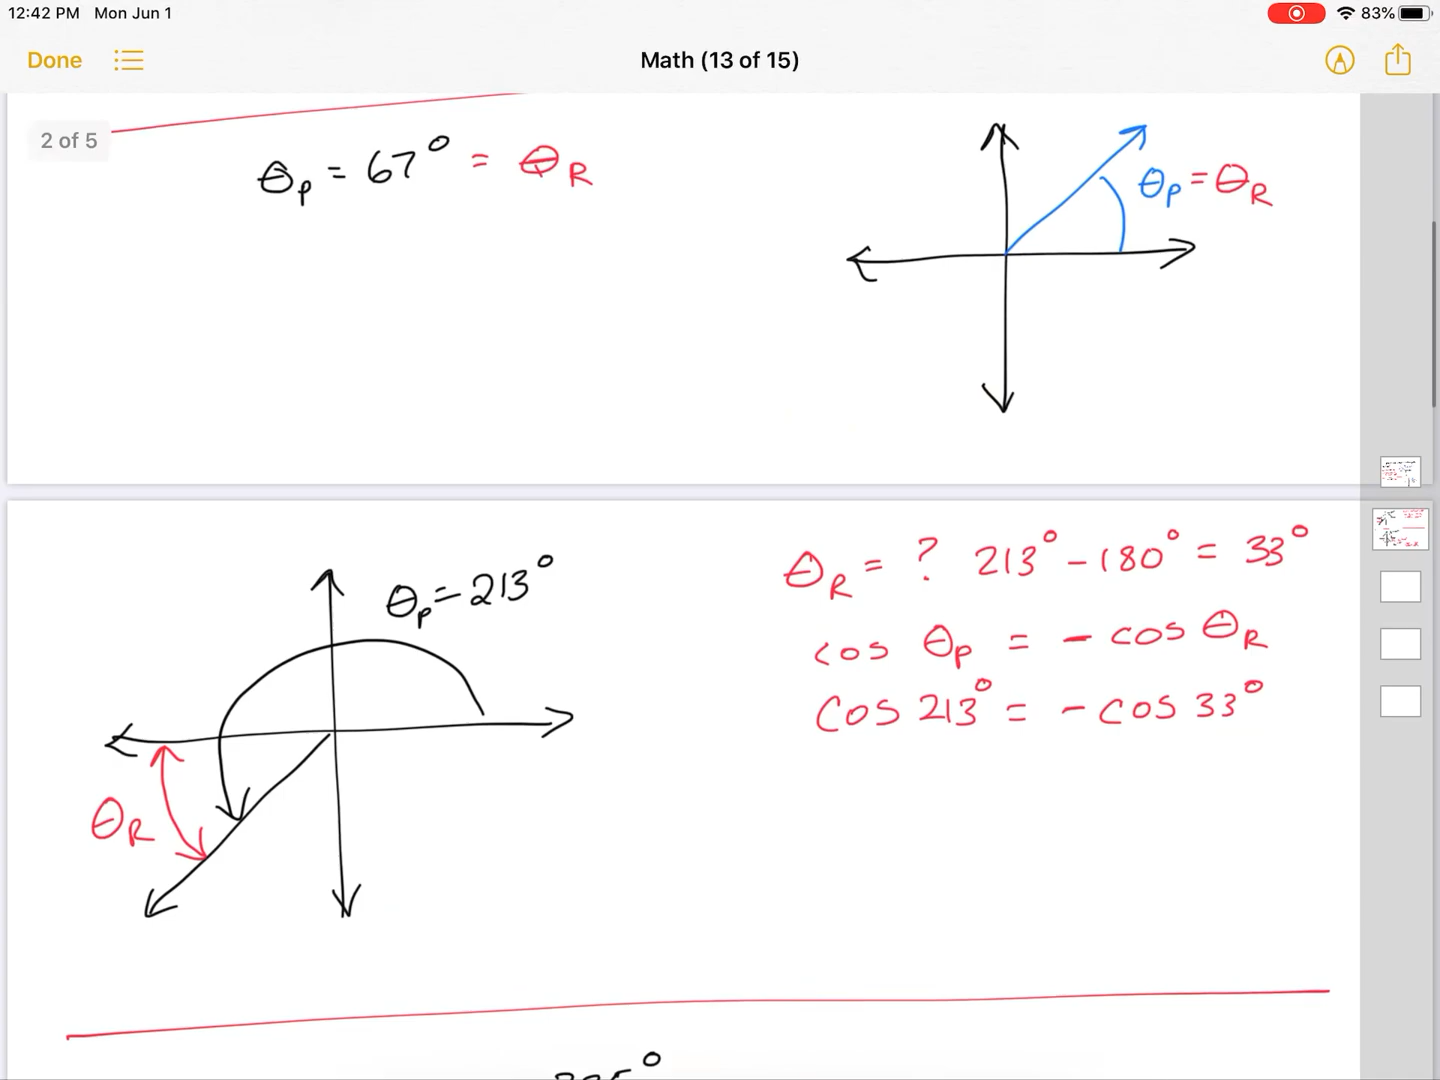 12:42 PM Mon Jun 1
83%
Done
Math (13 of 15)
2 of 5
θp = 67° = θR
θp = θR
θp = 213°
θR = ? 213° - 180° = 33°
cos θp = - cos θR
cos 213° = - cos 33°
θR